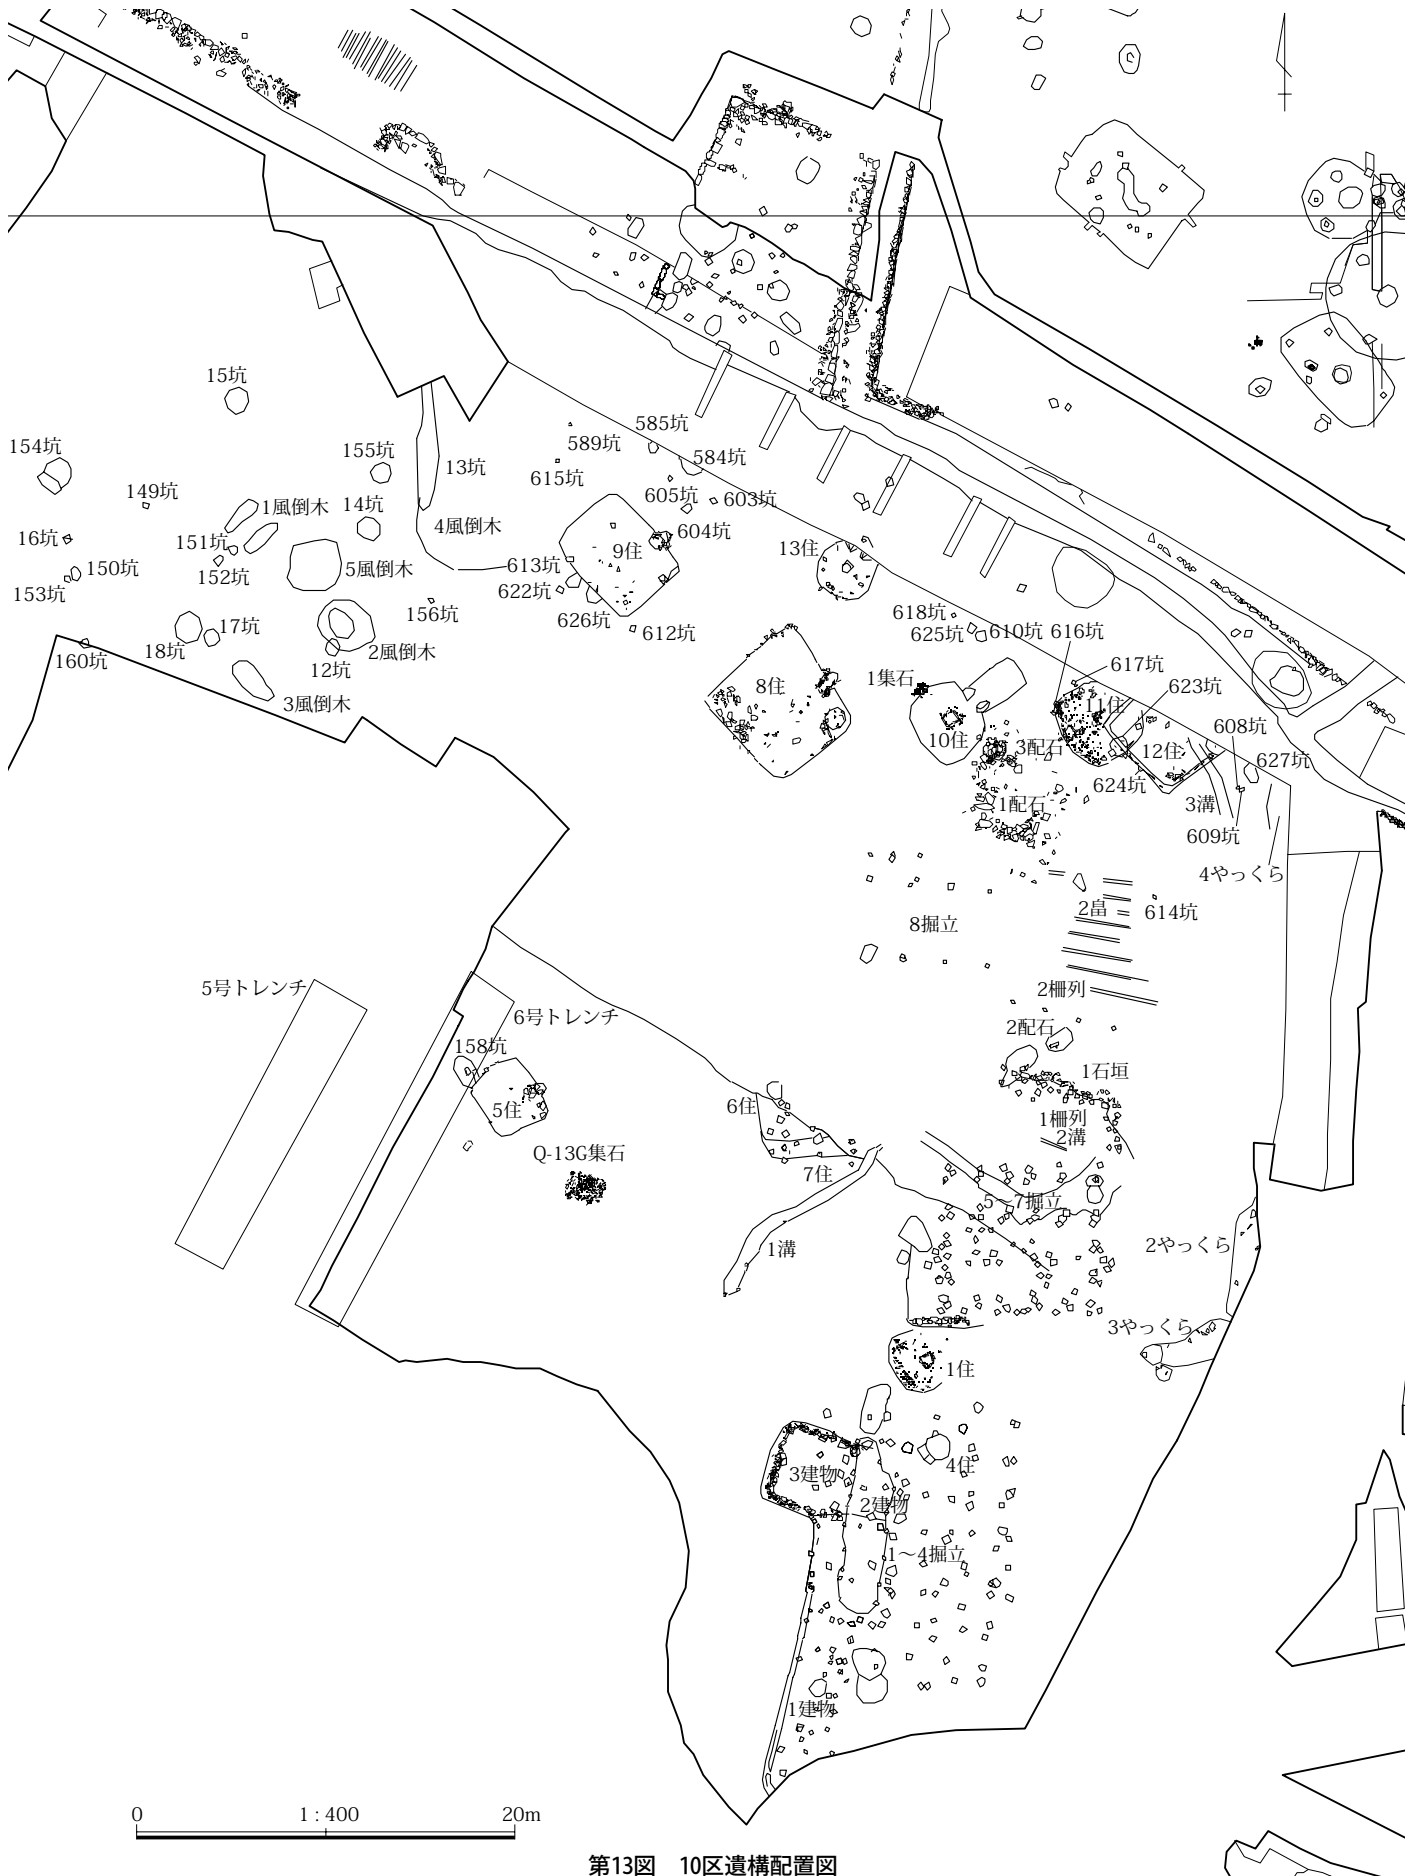 15坑
585坑
589坑
154坑
155坑
13坑
615坑
584坑
149坑
1風倒木
14坑
605坑
603坑
4風倒木
16坑
151坑
604坑
9住
13住
150坑
152坑
5風倒木
613坑
153坑
622坑
156坑
618坑
626坑
612坑
17坑
625坑
610坑
616坑
18坑
2風倒木
160坑
12坑
617坑
3風倒木
8住
1集石
623坑
11住
608坑
10住
3配石
12住
627坑
624坑
1配石
3溝
609坑
4やっくら
2畠
614坑
8掘立
5号トレンチ
2柵列
6号トレンチ
2配石
158坑
1石垣
5住
6住
1柵列
2溝
Q-13G集石
7住
5〜7掘立
1溝
2やっくら
3やっくら
1住
3建物
4住
2建物
1〜4掘立
1建物
0 1 : 400 20m
第13図 10区遺構配置図